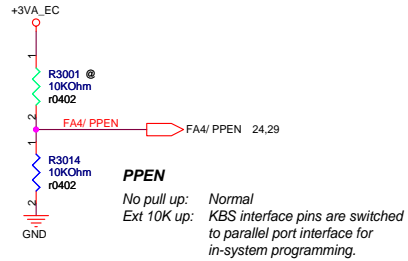 +3VA_EC
1
R3001 @
10KOhm
r0402
2
FA4/ PPEN
FA4/ PPEN 24,29
1
R3014
10KOhm
r0402
2
GND
PPEN
No pull up: Normal
Ext 10K up: KBS interface pins are switched
to parallel port interface for
in-system programming.